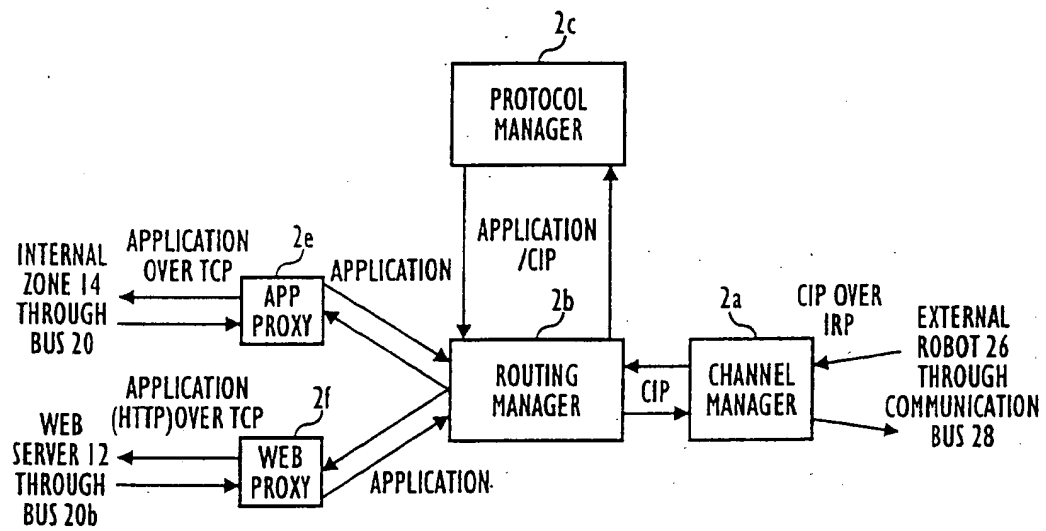 2c
PROTOCOL
MANAGER
APPLICATION
/CIP
INTERNAL
ZONE 14
THROUGH
BUS 20
APPLICATION
OVER TCP
2e
APP
PROXY
APPLICATION
2b
ROUTING
MANAGER
CIP
2a
CHANNEL
MANAGER
CIP OVER
IRP
EXTERNAL
ROBOT 26
THROUGH
COMMUNICATION
BUS 28
WEB
SERVER 12
THROUGH
BUS 20b
APPLICATION
(HTTP)OVER TCP
2f
WEB
PROXY
APPLICATION